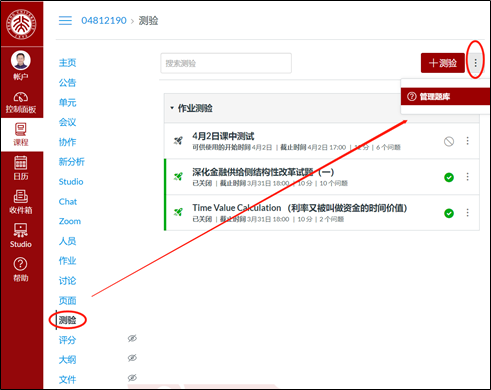 04812190 › 测验
帐户
控制面板
课程
日历
收件箱
Studio
帮助
主页
公告
单元
会议
协作
新分析
Studio
Chat
Zoom
人员
作业
讨论
页面
测验
评分
大纲
文件
搜索测验
+测验
管理题库
作业测验
4月2日课中测试
可供使用的开始时间 4月2日 | 截止时间 4月2日 17:00 | 12 分 | 6 个问题
深化金融供给侧结构性改革试题（一）
已关闭 | 截止时间 3月31日 18:00 | 10 分 | 10 个问题
Time Value Calculation （利率又被叫做资金的时间价值）
已关闭 | 截止时间 3月31日 18:00 | 10 分 | 2 个问题